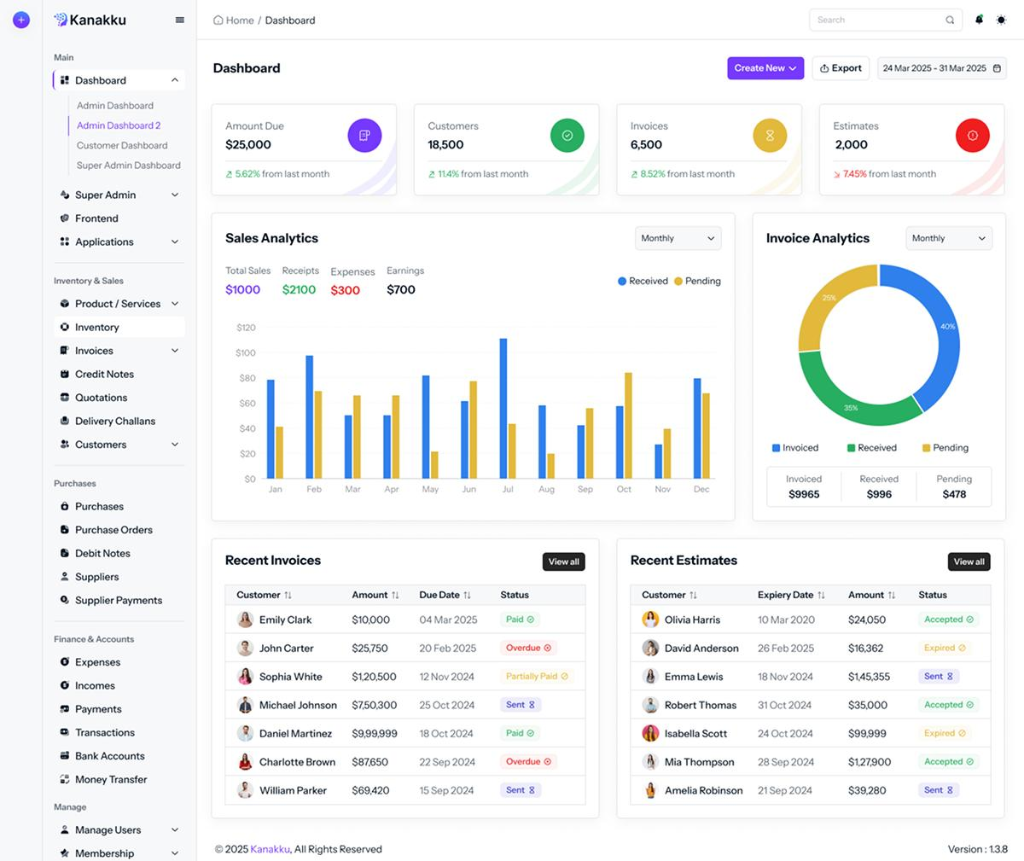 Kanakku
Home / Dashboard
Search
Main
Dashboard
Admin Dashboard
Admin Dashboard 2
Customer Dashboard
Super Admin Dashboard
Super Admin
Frontend
Applications
Inventory & Sales
Product / Services
Inventory
Invoices
Credit Notes
Quotations
Delivery Challans
Customers
Purchases
Purchases
Purchase Orders
Debit Notes
Suppliers
Supplier Payments
Finance & Accounts
Expenses
Incomes
Payments
Transactions
Bank Accounts
Money Transfer
Manage
Manage Users
Membership
Dashboard
Create New
Export
24 Mar 2025 - 31 Mar 2025
Amount Due
$25,000
5.62% from last month
Customers
18,500
11.4% from last month
Invoices
6,500
8.52% from last month
Estimates
2,000
7.45% from last month
Sales Analytics
Monthly
Total Sales Receipts Expenses Earnings
$1000 $2100 $300 $700
Received Pending
$120
$100
$80
$60
$40
$20
$0
Jan Feb Mar Apr May Jun Jul Aug Sep Oct Nov Dec
Invoice Analytics
Monthly
25%
40%
35%
Invoiced Received Pending
Invoiced Received Pending
$9965 $996 $478
Recent Invoices
View all
Customer Amount Due Date Status
Emily Clark $10,000 04 Mar 2025 Paid
John Carter $25,750 20 Feb 2025 Overdue
Sophia White $1,20,500 12 Nov 2024 Partially Paid
Michael Johnson $7,50,300 25 Oct 2024 Sent
Daniel Martinez $9,99,999 18 Oct 2024 Paid
Charlotte Brown $87,650 22 Sep 2024 Overdue
William Parker $69,420 15 Sep 2024 Sent
Recent Estimates
View all
Customer Expiery Date Amount Status
Olivia Harris 10 Mar 2020 $24,050 Accepted
David Anderson 26 Feb 2025 $16,362 Expired
Emma Lewis 18 Nov 2024 $1,45,355 Sent
Robert Thomas 31 Oct 2024 $35,000 Accepted
Isabella Scott 24 Oct 2024 $99,999 Expired
Mia Thompson 28 Sep 2024 $1,27,900 Accepted
Amelia Robinson 21 Sep 2024 $39,280 Sent
© 2025 Kanakku, All Rights Reserved
Version : 1.3.8